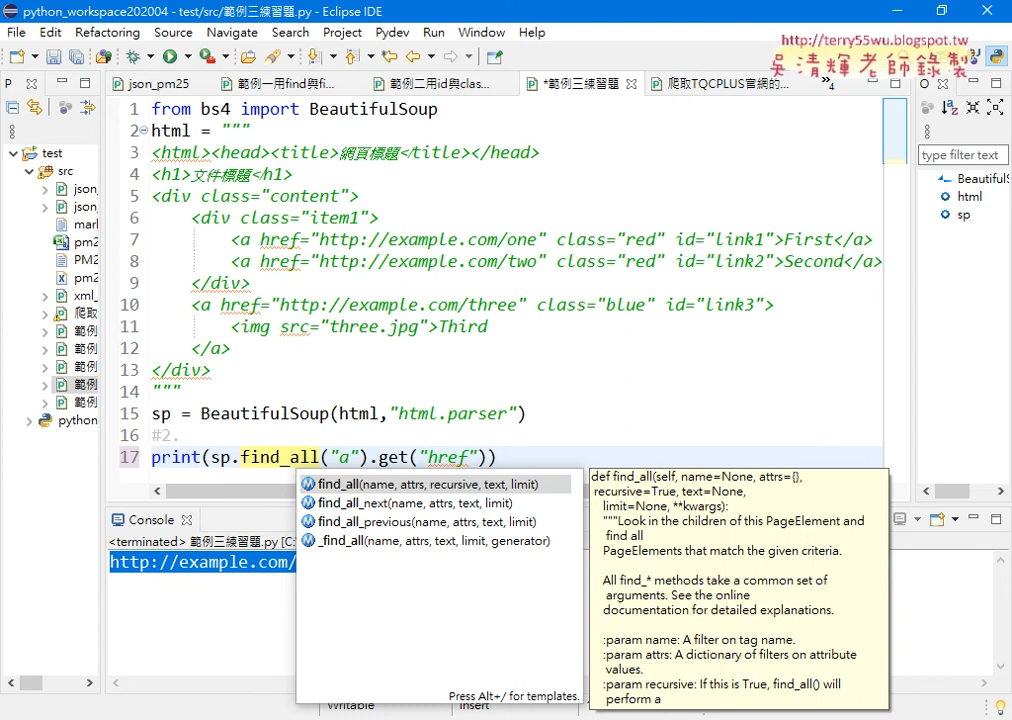 python_workspace202004 - test/src/範例三練習題.py - Eclipse IDE
File Edit Refactoring Source Navigate Search Project Pydev Run Window Help
http://terry55wu.blogspot.tw
吳清輝老師錄製
P
json_pm25
範例一用find與fi...
範例二用id與clas...
*範例三練習題
爬取TQCPLUS官網的...
4
O
test
src
json_
json_
mark
pm2
PM2
pm2
xml_
爬取
範例
範例
範例
範例
範例
python
1 from bs4 import BeautifulSoup
2 html = """
3 <html><head><title>網頁標題</title></head>
4 <h1>文件標題</h1>
5 <div class="content">
6 <div class="item1">
7 <a href="http://example.com/one" class="red" id="link1">First</a>
8 <a href="http://example.com/two" class="red" id="link2">Second</a>
9 </div>
10 <a href="http://example.com/three" class="blue" id="link3">
11 <img src="three.jpg">Third
12 </a>
13 </div>
14 """
15 sp = BeautifulSoup(html,"html.parser")
16 #2.
17 print(sp.find_all("a").get("href"))
type filter text
BeautifulS
html
sp
find_all(name, attrs, recursive, text, limit)
find_all_next(name, attrs, text, limit)
find_all_previous(name, attrs, text, limit)
_find_all(name, attrs, text, limit, generator)
Press Alt+/ for templates.
def find_all(self, name=None, attrs={},
recursive=True, text=None,
limit=None, **kwargs):
"""Look in the children of this PageElement and
find all
PageElements that match the given criteria.
All find_* methods take a common set of
arguments. See the online
documentation for detailed explanations.
:param name: A filter on tag name.
:param attrs: A dictionary of filters on attribute
values.
:param recursive: If this is True, find_all() will
perform a
Console
<terminated> 範例三練習題.py [C:
http://example.com/
Writable
Insert